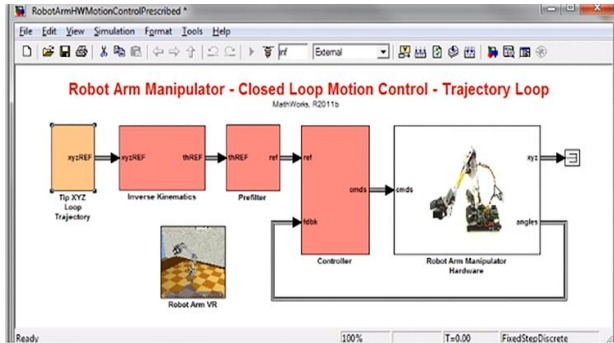 RobotArmHWMotionControlPrescribed *
File Edit View Simulation Format Tools Help
inf External
Robot Arm Manipulator - Closed Loop Motion Control - Trajectory Loop
MathWorks, R2011b
xyzREF xyzREF thREF thREF ref ref cmds cmds xyz
fdbk angles
Tip XYZ
Loop
Trajectory
Inverse Kinematics
Prefilter
Controller
Robot Arm Manipulator
Hardware
Robot Arm VR
Ready 100% T=0.00 FixedStepDiscrete